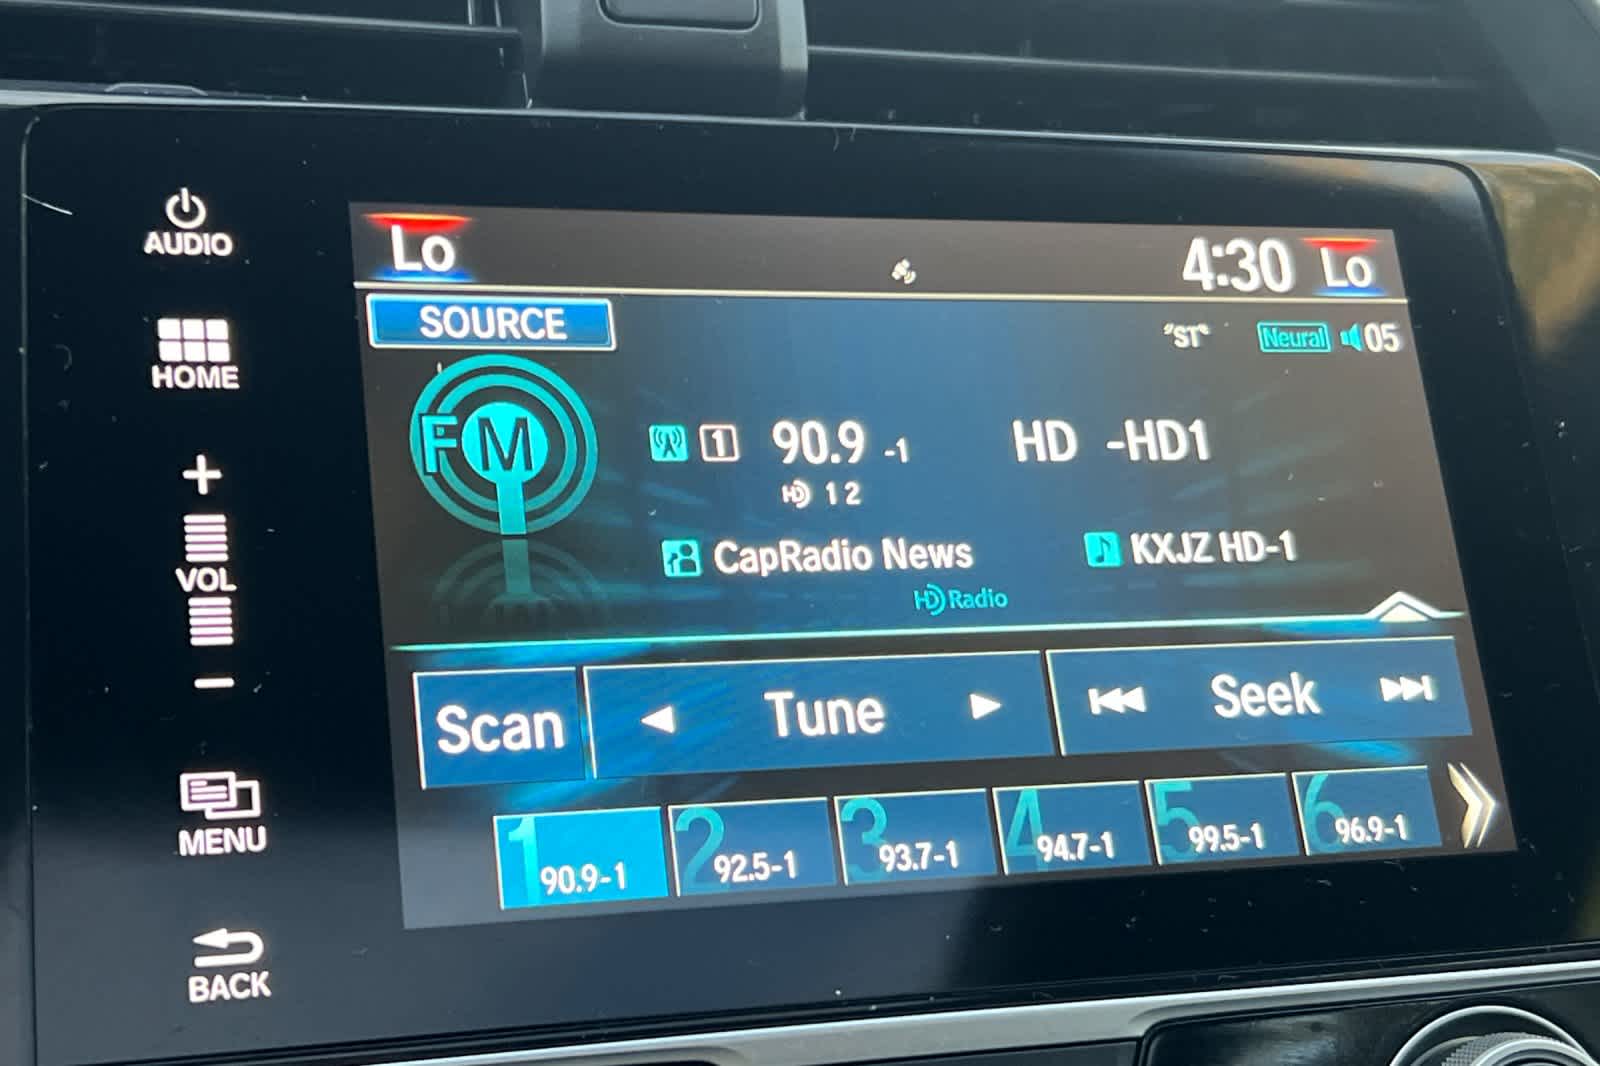 AUDIO
HOME
+
VOL
−
MENU
BACK
Lo
4:30 Lo
SOURCE
"ST" Neural 05
FM
1 90.9 -1 HD -HD1
HD 1 2
CapRadio News KXJZ HD-1
HD Radio
Scan Tune Seek
1 90.9-1 2 92.5-1 3 93.7-1 4 94.7-1 5 99.5-1 6 96.9-1